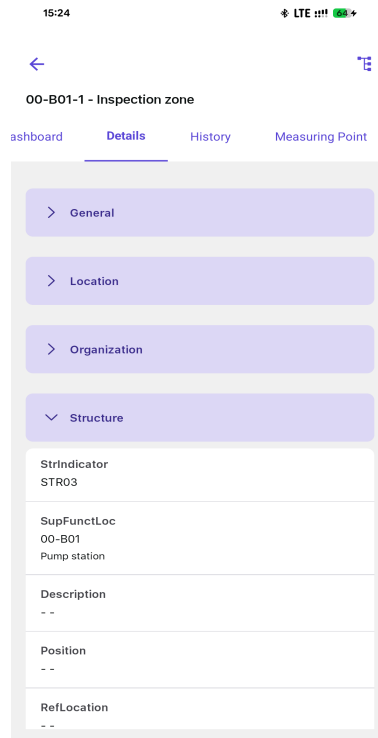 15:24
LTE
64
00-B01-1 - Inspection zone
ashboard
Details
History
Measuring Point
General
Location
Organization
Structure
StrIndicator
STR03
SupFunctLoc
00-B01
Pump station
Description
- -
Position
- -
RefLocation
- -